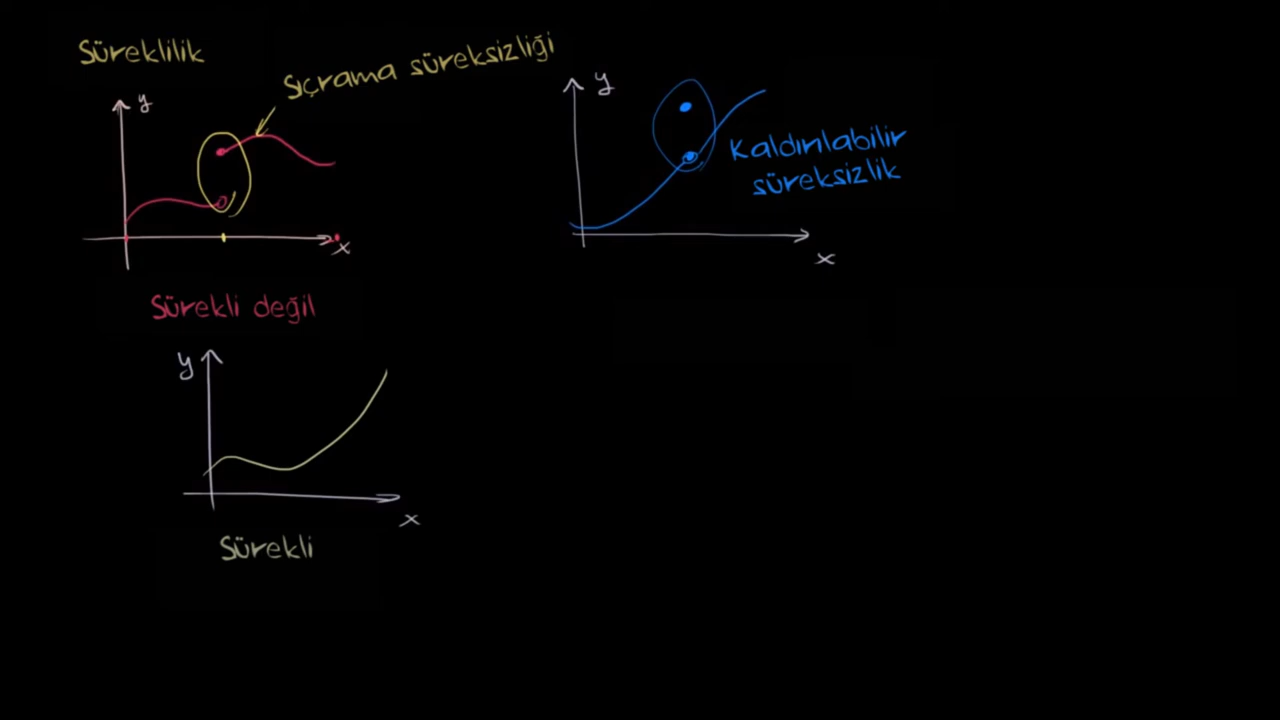 Süreklilik
Sıçrama süreksizliği
y
x
Sürekli değil
y
x
Kaldırılabilir
süreksizlik
y
x
Sürekli